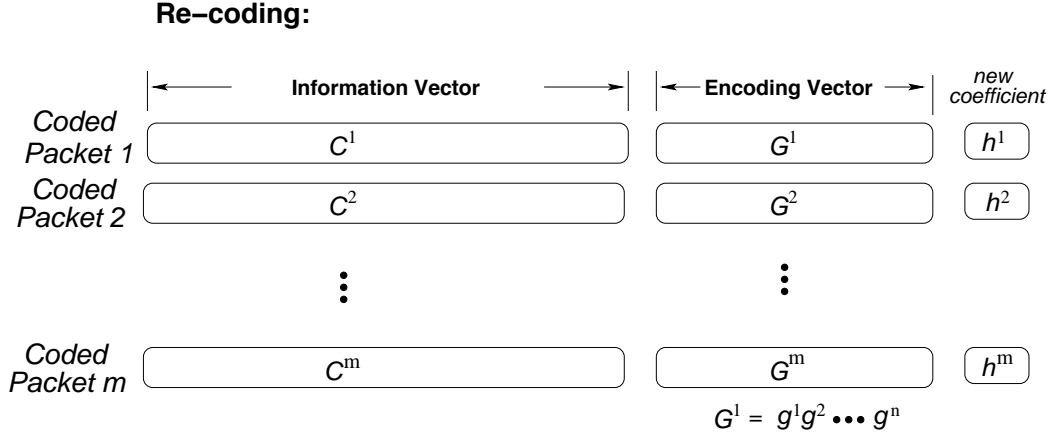 Re–coding:
Information Vector
Encoding Vector
new
coefficient
Coded
Packet 1
C¹
G¹
h¹
Coded
Packet 2
C²
G²
h²
Coded
Packet m
Cᵐ
Gᵐ
hᵐ
G¹ = g¹g² ••• gⁿ